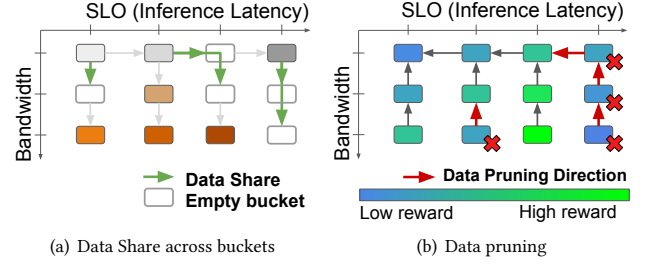 SLO (Inference Latency)
Bandwidth
Data Share
Empty bucket
(a) Data Share across buckets
SLO (Inference Latency)
Bandwidth
Data Pruning Direction
Low reward
High reward
(b) Data pruning